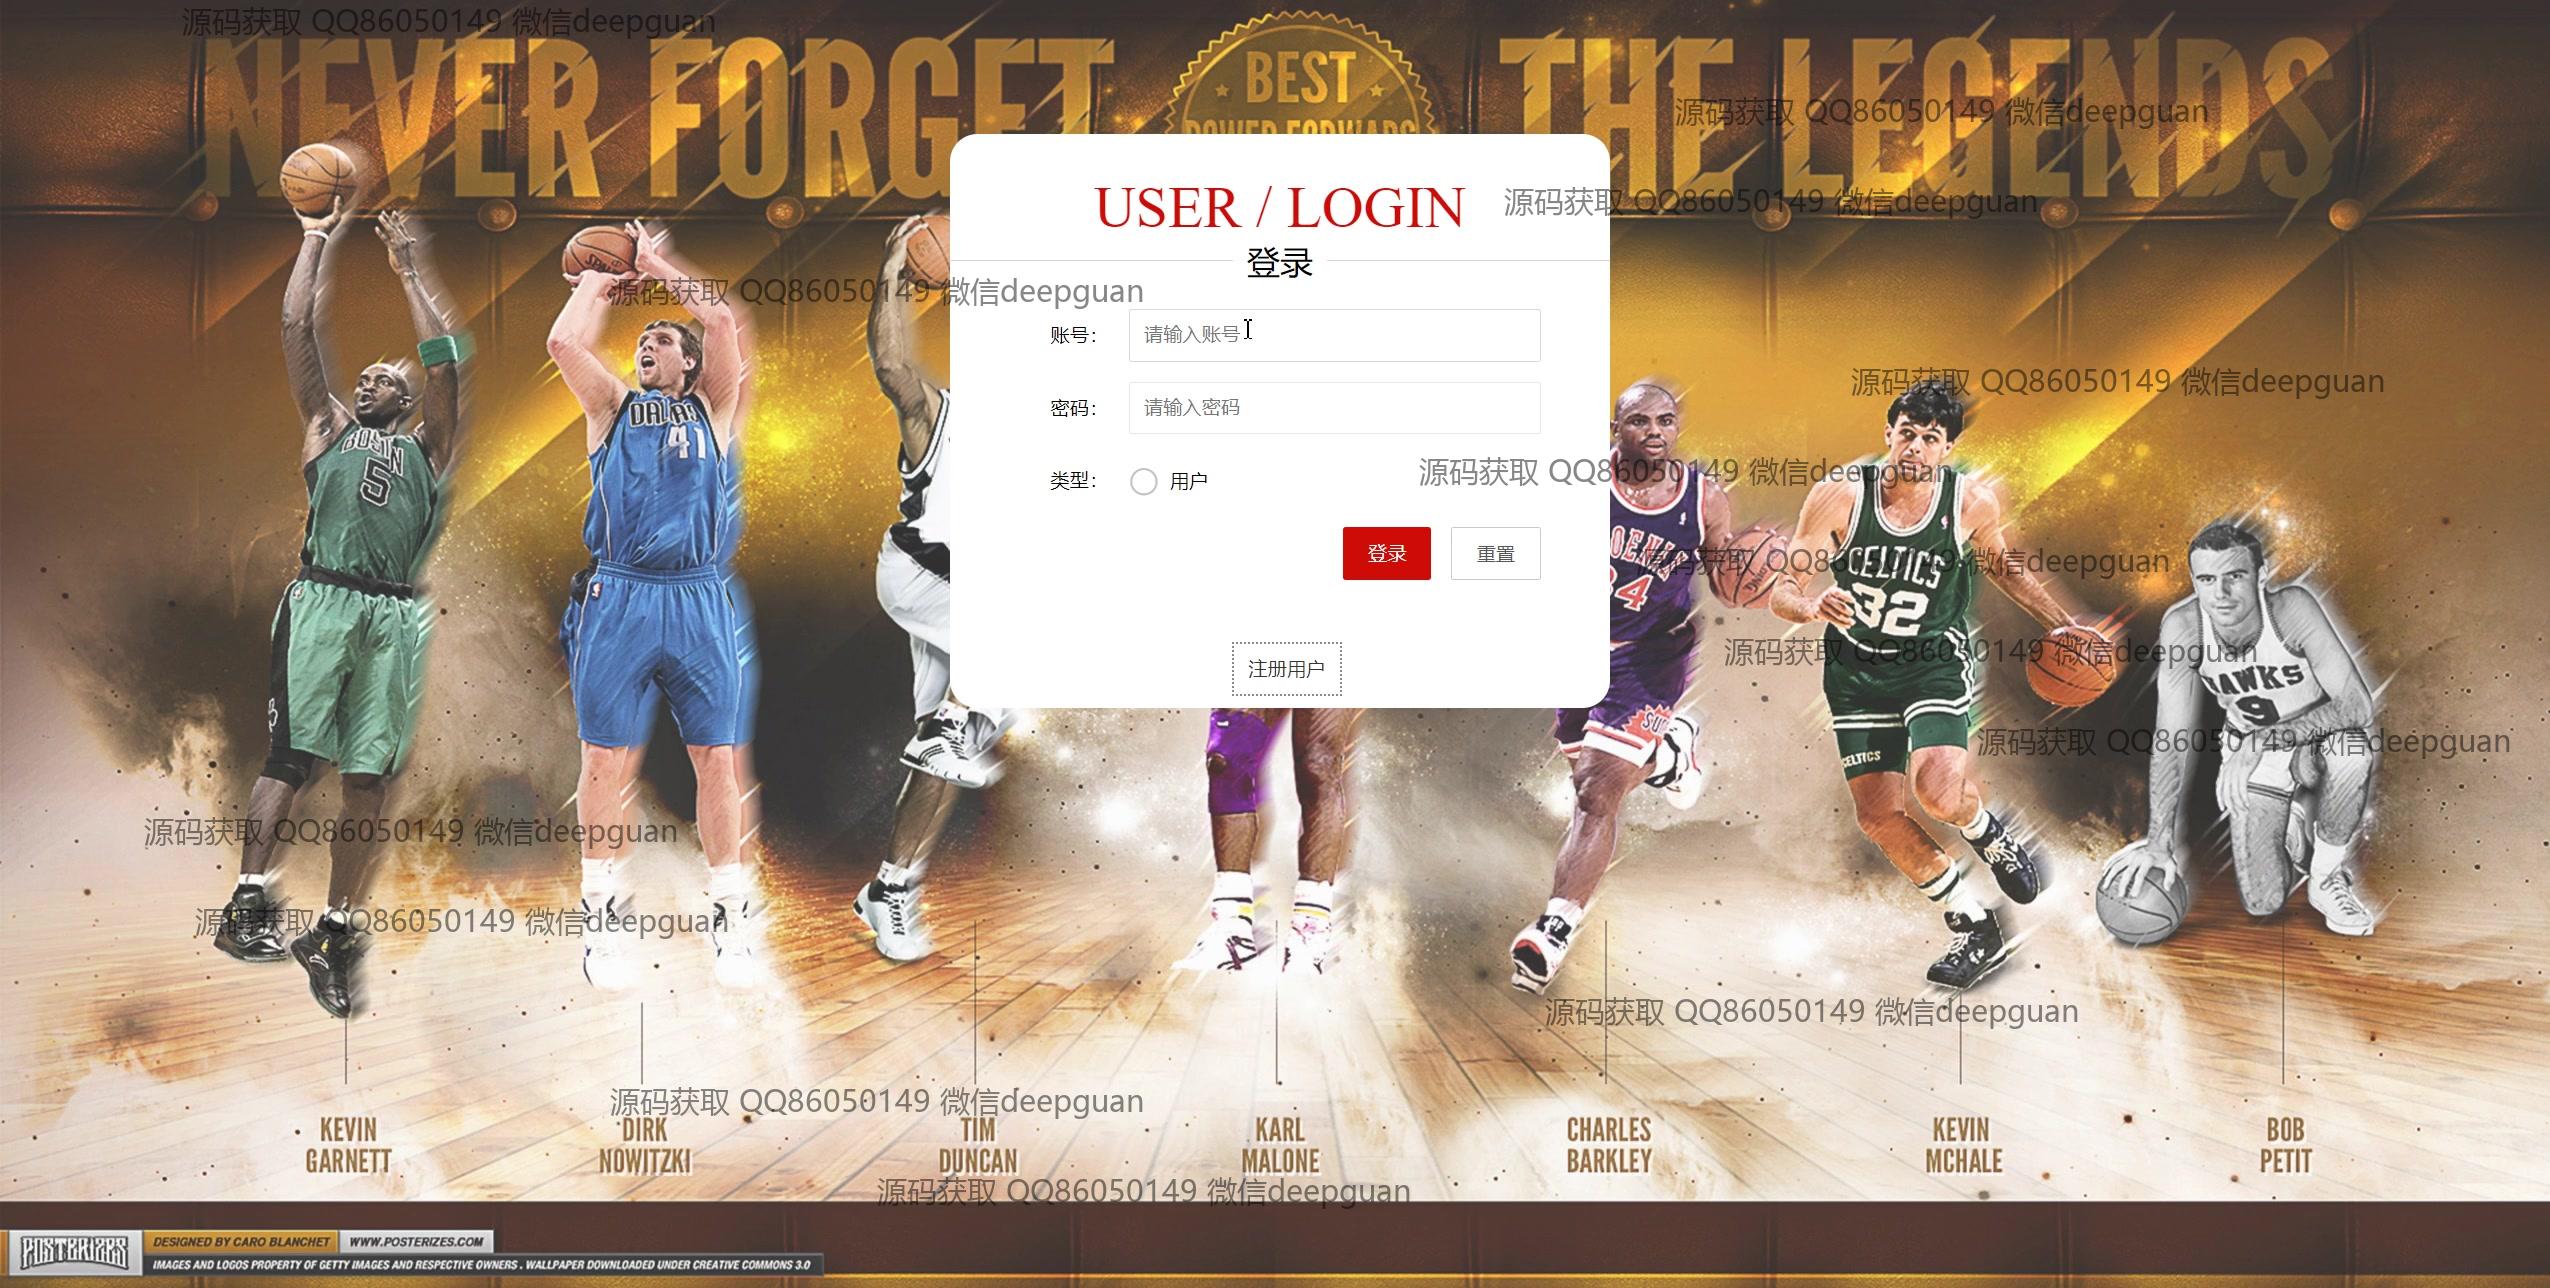 源码获取 QQ86050149 微信deepguan
NEVER FORGET
BEST
POWER FORWARD
THE LEGENDS
源码获取 QQ86050149 微信deepguan
USER / LOGIN
源码获取 QQ86050149 微信deepguan
登录
源码获取 QQ86050149 微信deepguan
账号：
请输入账号
源码获取 QQ86050149 微信deepguan
密码：
请输入密码
DALLAS
41
BOSTON
5
源码获取 QQ86050149 微信deepguan
类型：
用户
登录
重置
源码获取 QQ86050149 微信deepguan
CELTICS
32
源码获取 QQ86050149 微信deepguan
注册用户
HAWKS
9
源码获取 QQ86050149 微信deepguan
CELTICS
源码获取 QQ86050149 微信deepguan
源码获取 QQ86050149 微信deepguan
源码获取 QQ86050149 微信deepguan
源码获取 QQ86050149 微信deepguan
KEVIN
GARNETT
DIRK
NOWITZKI
TIM
DUNCAN
KARL
MALONE
CHARLES
BARKLEY
KEVIN
MCHALE
BOB
PETIT
源码获取 QQ86050149 微信deepguan
POSTERIZES
DESIGNED BY CARO BLANCHET
WWW.POSTERIZES.COM
IMAGES AND LOGOS PROPERTY OF GETTY IMAGES AND RESPECTIVE OWNERS . WALLPAPER DOWNLOADED UNDER CREATIVE COMMONS 3.0